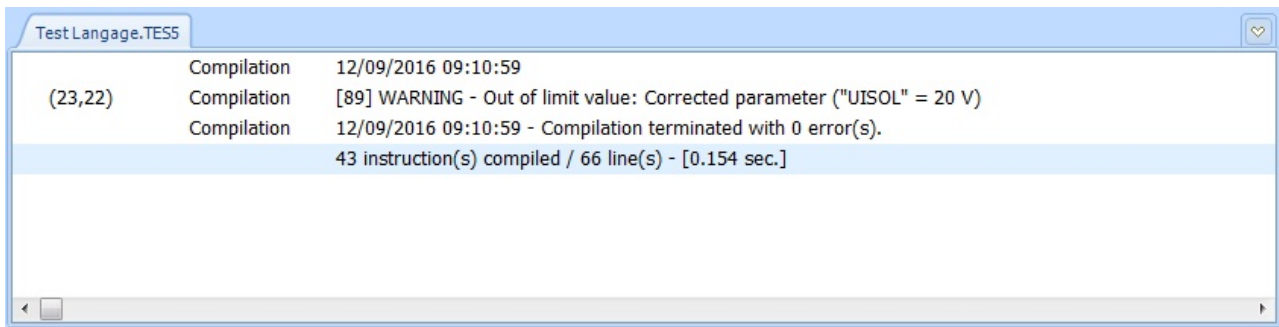 Test Langage.TES5
Compilation 12/09/2016 09:10:59
(23,22) Compilation [89] WARNING - Out of limit value: Corrected parameter ("UISOL" = 20 V)
Compilation 12/09/2016 09:10:59 - Compilation terminated with 0 error(s).
43 instruction(s) compiled / 66 line(s) - [0.154 sec.]